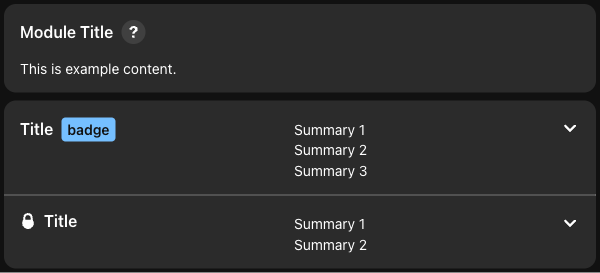 Module Title ?
This is example content.
Title badge Summary 1
Summary 2
Summary 3
Title Summary 1
Summary 2